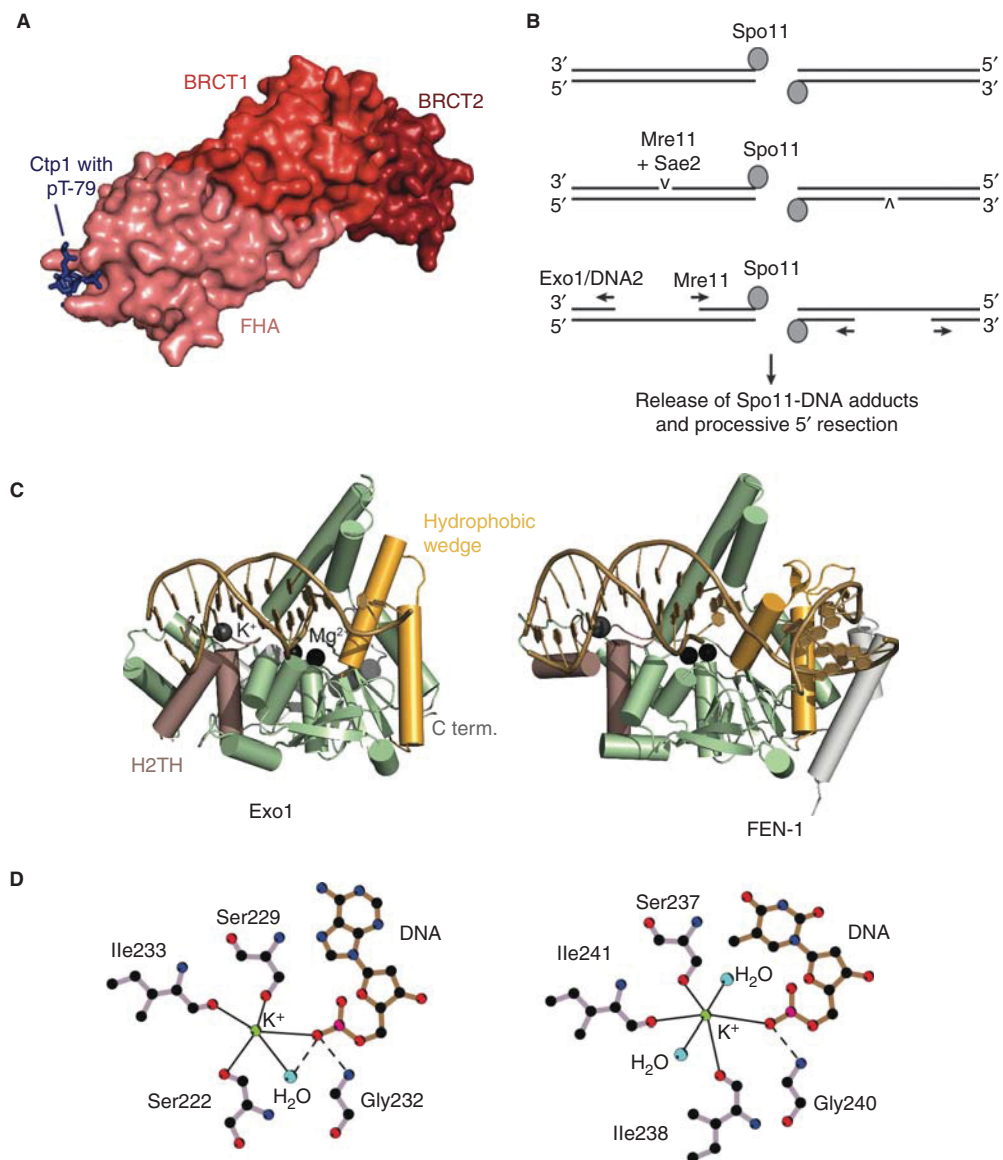 A
BRCT1
BRCT2
Ctp1 with
pT-79
FHA
B
Spo11
3′
5′
5′
3′
Mre11
+ Sae2
Spo11
3′
5′
5′
3′
Exo1/DNA2
Mre11
Spo11
3′
5′
5′
3′
Release of Spo11-DNA adducts
and processive 5′ resection
C
Hydrophobic
wedge
K+
Mg2+
C term.
H2TH
Exo1
FEN-1
D
Ser229
DNA
Ile233
K+
H2O
Ser222
Gly232
Ser237
DNA
Ile241
H2O
K+
H2O
Gly240
Ile238